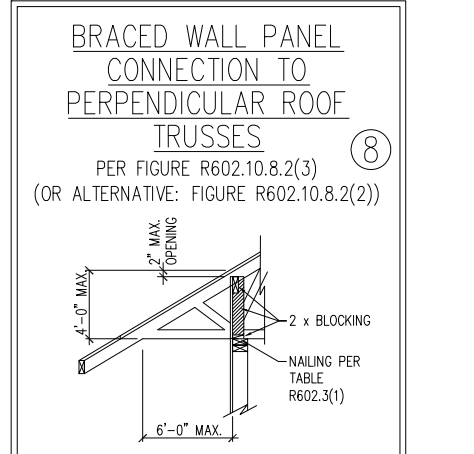 BRACED WALL PANEL
CONNECTION TO
PERPENDICULAR ROOF
TRUSSES
8
PER FIGURE R602.10.8.2(3)
(OR ALTERNATIVE: FIGURE R602.10.8.2(2))
2" MAX.
OPENING
4'-0" MAX.
2 x BLOCKING
NAILING PER
TABLE
R602.3(1)
6'-0" MAX.